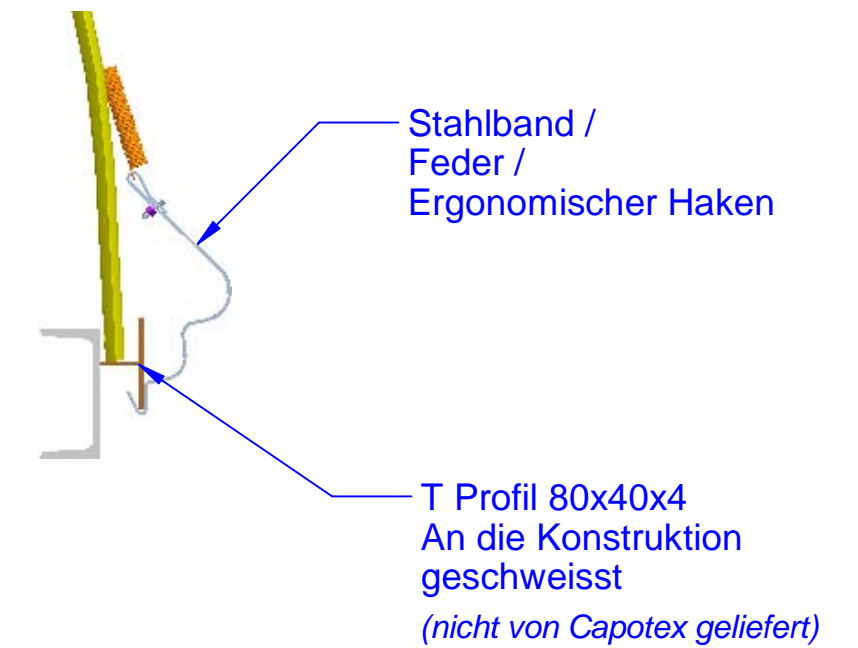 Stahlband /
Feder /
Ergonomischer Haken
T Profil 80x40x4
An die Konstruktion
geschweisst
(nicht von Capotex geliefert)